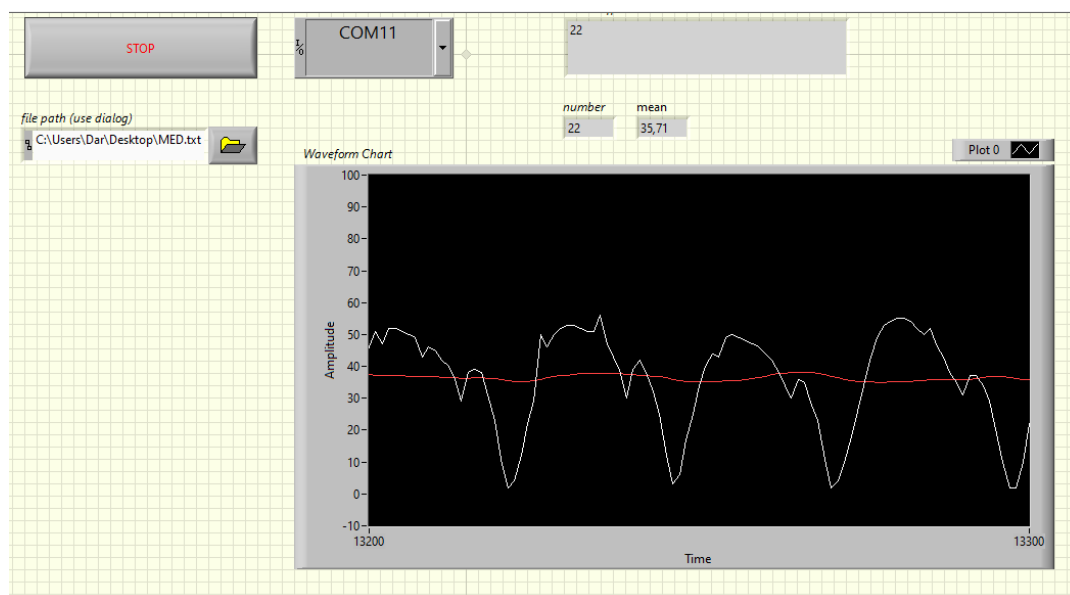 STOP
I/O
COM11
22
file path (use dialog)
C:\Users\Dar\Desktop\MED.txt
number mean
22 35,71
Waveform Chart
Plot 0
100
90
80
70
60
50
40
30
20
10
0
-10
Amplitude
13200 13300
Time